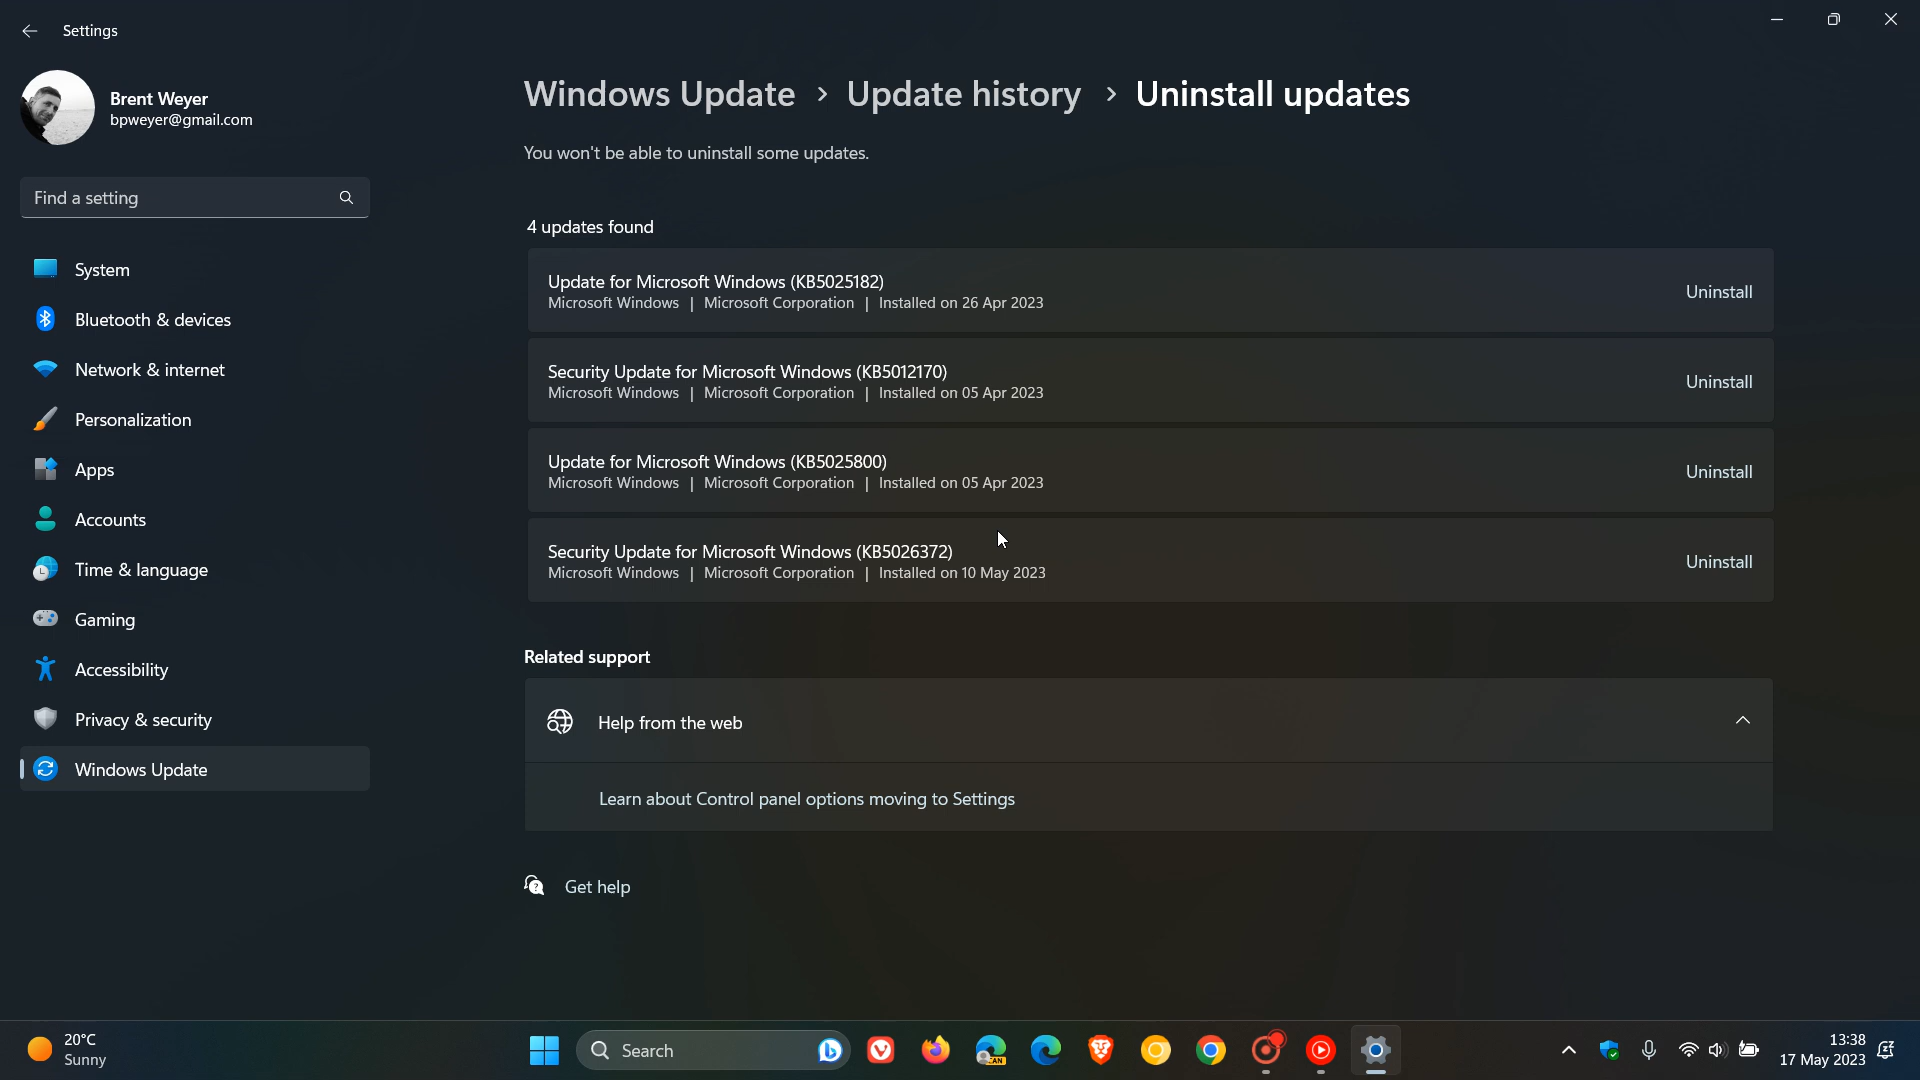 Settings
Brent Weyer
bpweyer@gmail.com
Find a setting
System
Bluetooth & devices
Network & internet
Personalization
Apps
Accounts
Time & language
Gaming
Accessibility
Privacy & security
Windows Update
Windows Update > Update history > Uninstall updates
You won't be able to uninstall some updates.
4 updates found
Update for Microsoft Windows (KB5025182)
Microsoft Windows | Microsoft Corporation | Installed on 26 Apr 2023
Uninstall
Security Update for Microsoft Windows (KB5012170)
Microsoft Windows | Microsoft Corporation | Installed on 05 Apr 2023
Uninstall
Update for Microsoft Windows (KB5025800)
Microsoft Windows | Microsoft Corporation | Installed on 05 Apr 2023
Uninstall
Security Update for Microsoft Windows (KB5026372)
Microsoft Windows | Microsoft Corporation | Installed on 10 May 2023
Uninstall
Related support
Help from the web
Learn about Control panel options moving to Settings
Get help
20°C
Sunny
Search
CAN
13:38
17 May 2023